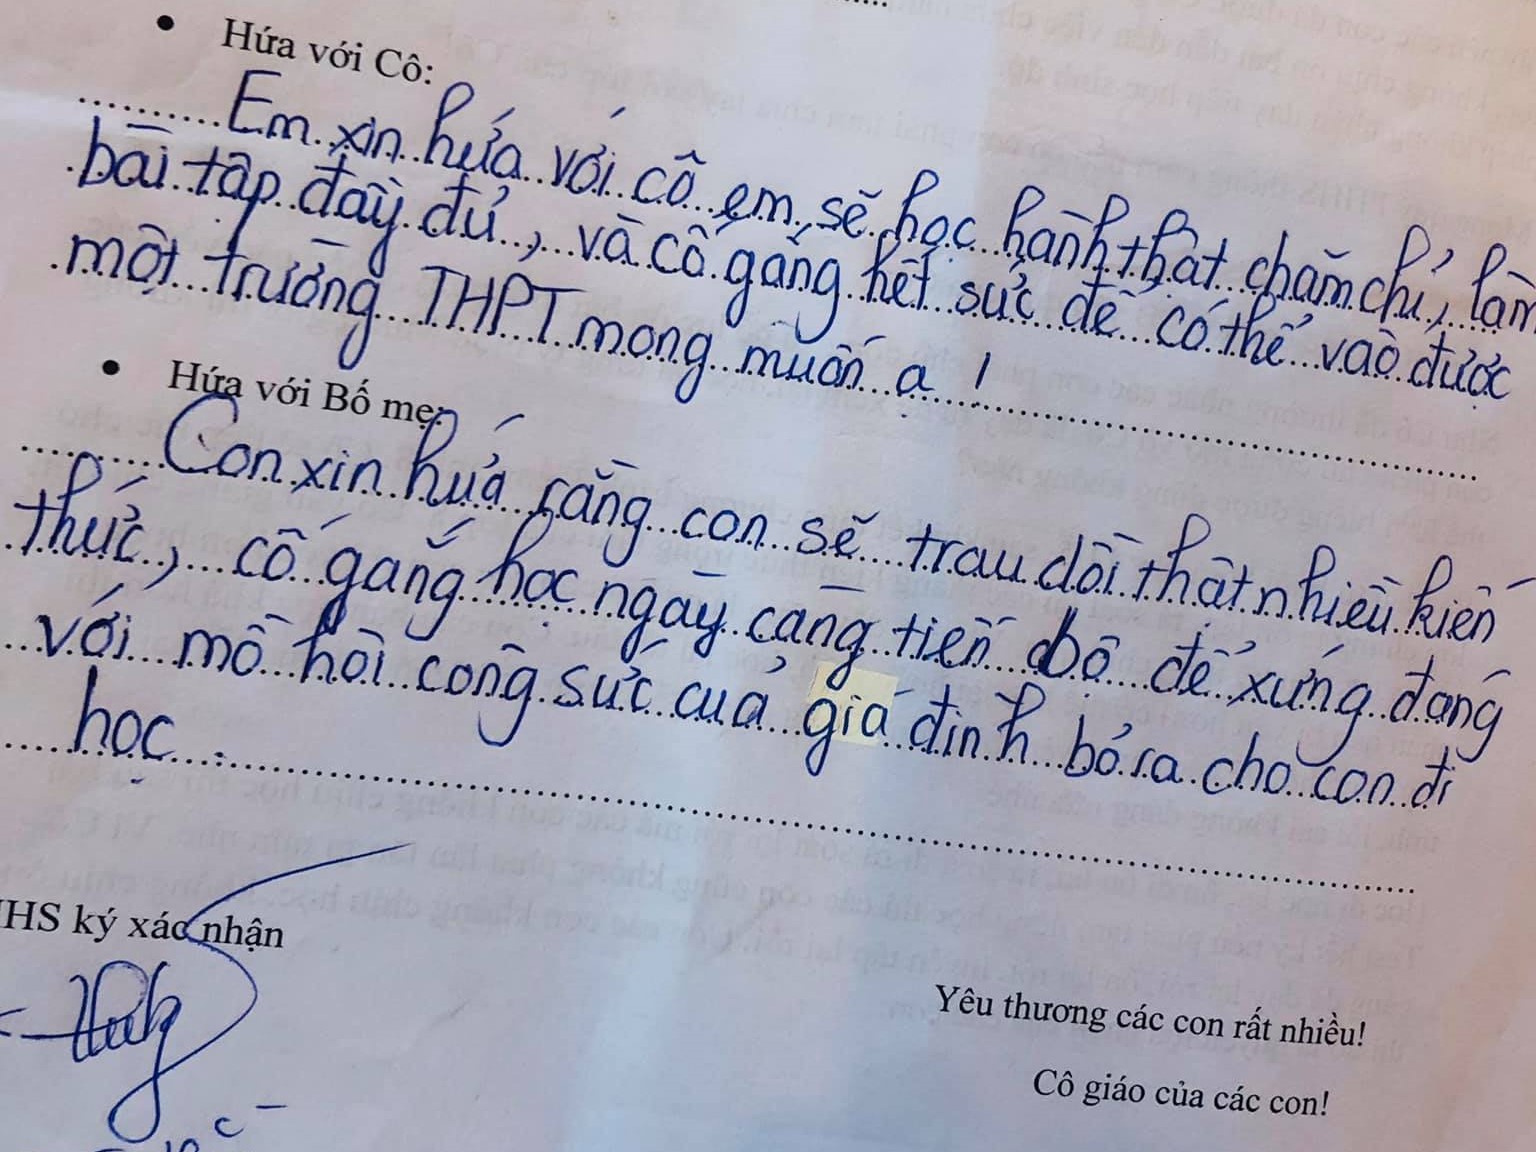 • Hứa với Cô:
Em xin hứa với cô em sẽ học hành thật chăm chỉ, làm
bài tập đầy đủ, và cố gắng hết sức để có thể vào được
một trường THPT mong muốn ạ!
• Hứa với Bố mẹ:
Con xin hứa rằng con sẽ trau dồi thật nhiều kiến
thức, cố gắng học ngày càng tiến bộ để xứng đáng
với mồ hôi công sức của giá đình bỏ ra cho con đi
học.
HS ký xác nhận
Yêu thương các con rất nhiều!
Cô giáo của các con!